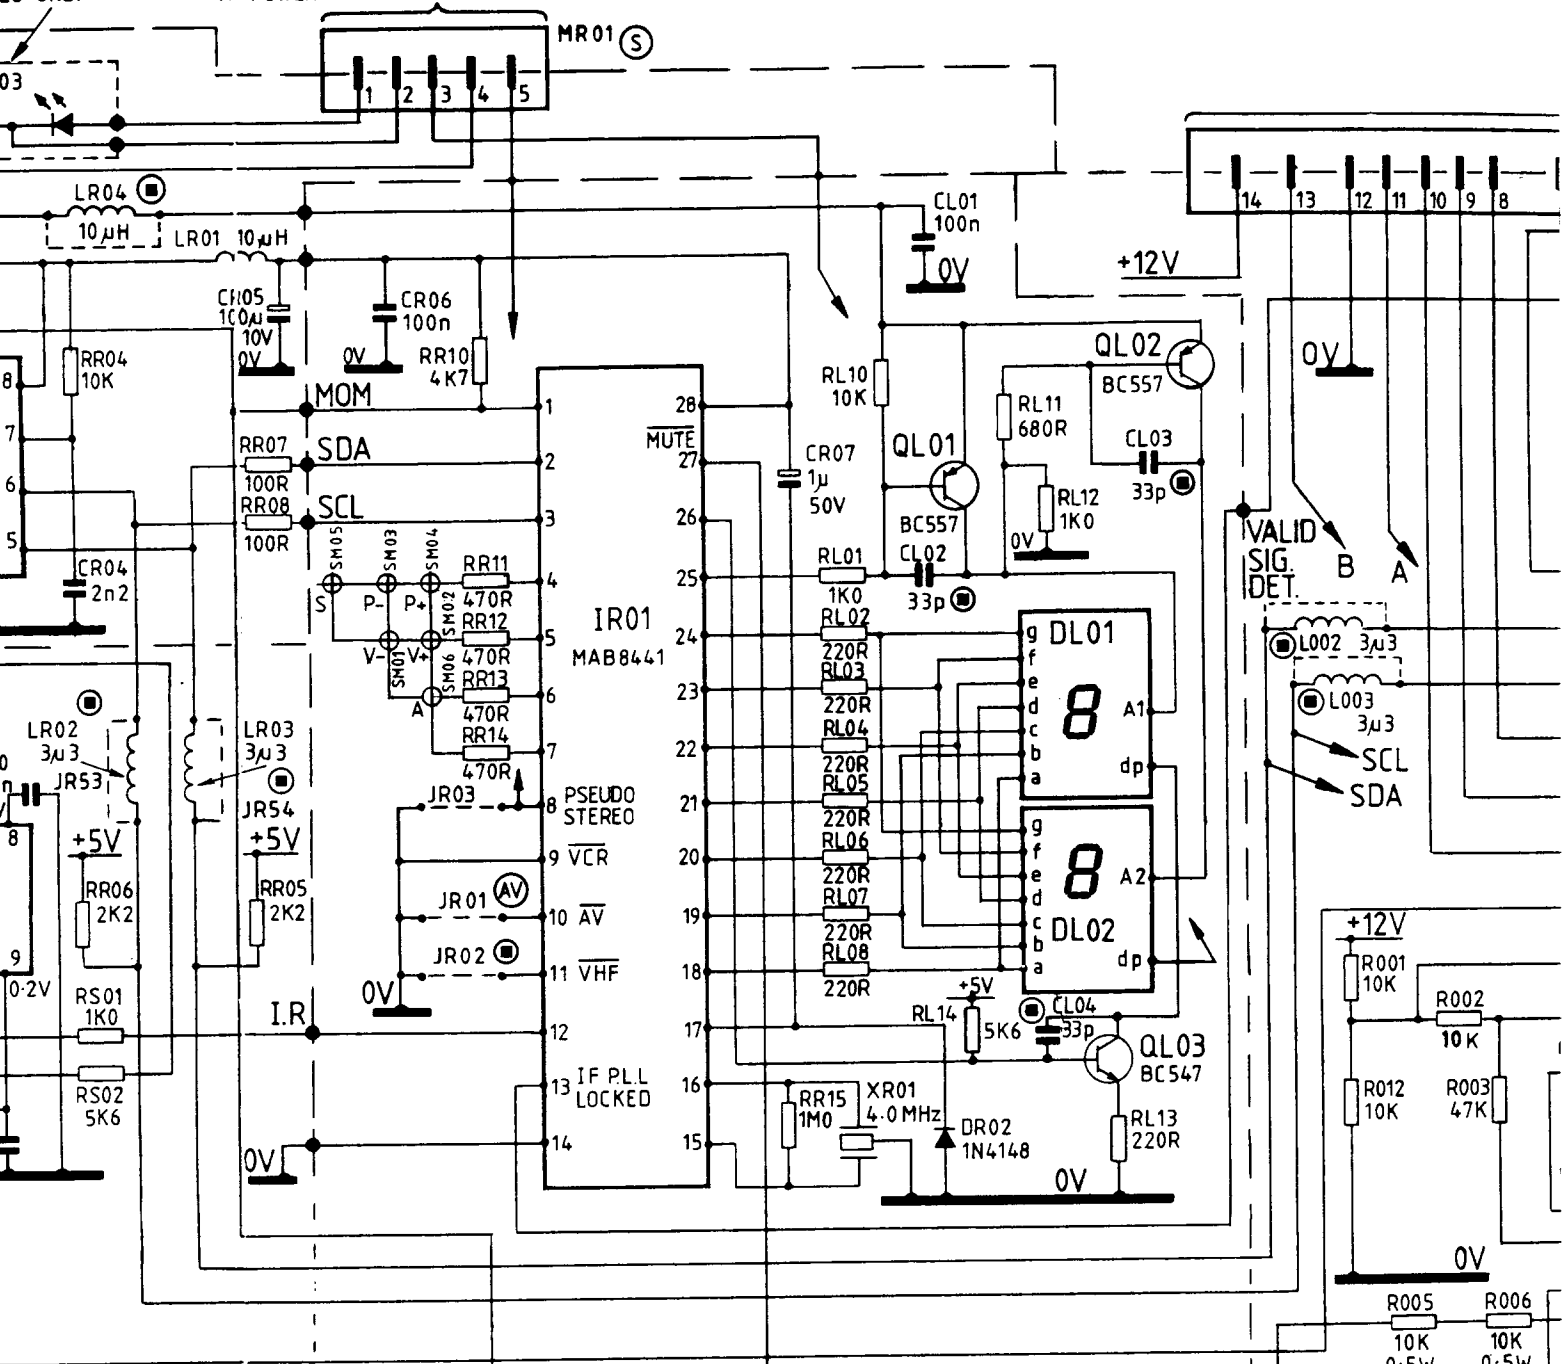 MR01 S
1 2 3 4 5
03
LR04
10µH
LR01 10µH
CL01
100n
0V
+12V
14 13 12 11 10 9 8
CR05
100µ
10V
0V
CR06
100n
0V
RR10
4K7
RR04
10K
8
7
6
5
MOM
SDA
SCL
RR07
100R
RR08
100R
CR04
2n2
SM05
SM03
SM04
S
P-
P+
SM02
V-
V+
SM01
SM06
A
RR11
470R
RR12
470R
RR13
470R
RR14
470R
IR01
MAB8441
1
2
3
4
5
6
7
8 PSEUDO
STEREO
9 VCR
10 AV
11 VHF
12
13 IF P.L.L
LOCKED
14
28
MUTE
27
26
25
24
23
22
21
20
19
18
17
16
15
CR07
1µ
50V
RL10
10K
QL01
BC557
CL02
33p
QL02
BC557
RL11
680R
CL03
33p
RL12
1K0
0V
RL01
1K0
RL02
220R
RL03
220R
RL04
220R
RL05
220R
RL06
220R
RL07
220R
RL08
220R
g DL01
f
e
d
c
b
a
8
A1
dp
g
f
e
d
c
b
a
8
A2
DL02
dp
0V
B
A
VALID
SIG.
DET.
L002 3µ3
L003
3µ3
SCL
SDA
LR02
3µ3
JR53
LR03
3µ3
JR54
n
8
+5V
RR06
2K2
+5V
RR05
2K2
9
0·2V
JR03
JR01 AV
JR02
0V
RS01
1K0
RS02
5K6
I.R
0V
+5V
RL14
5K6
CL04
33p
QL03
BC547
RR15
1M0
XR01
4.0MHz
DR02
1N4148
RL13
220R
0V
+12V
R001
10K
R002
10K
R012
10K
R003
47K
0V
R005
10K
R006
10K